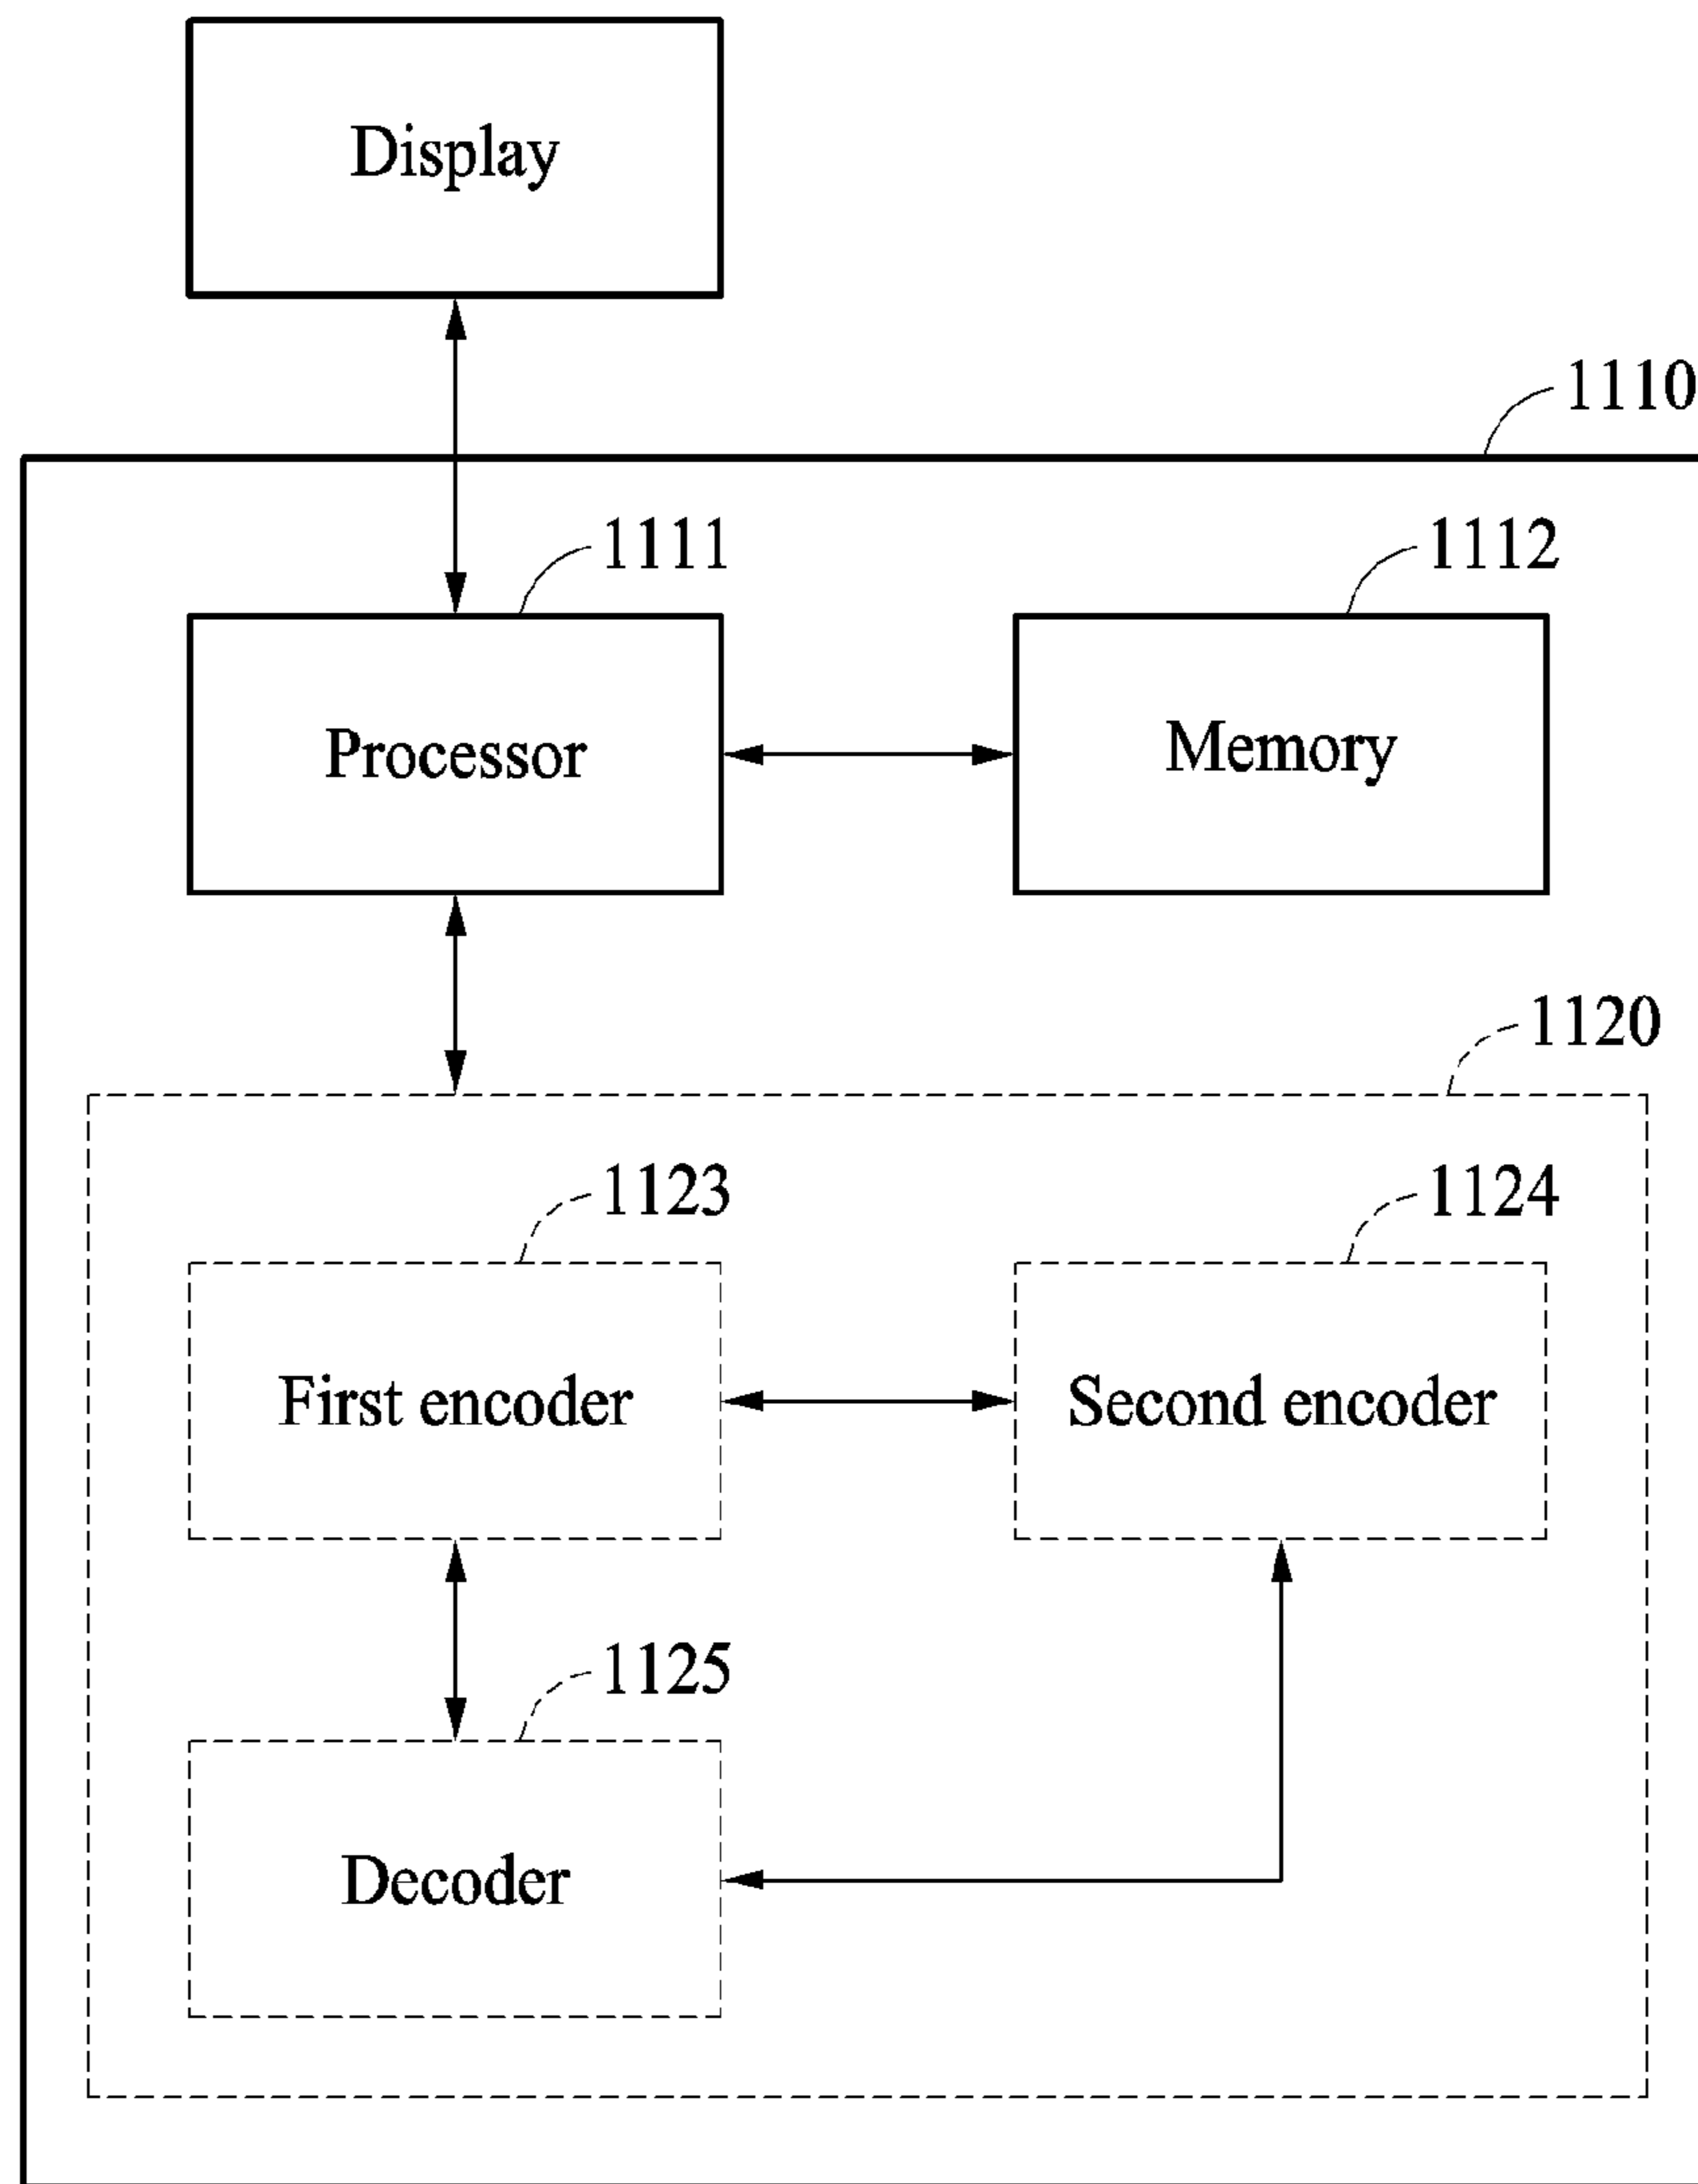 Display
1110
1111
1112
Processor
Memory
1120
1123
1124
First encoder
Second encoder
1125
Decoder